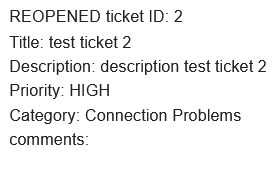 REOPENED ticket ID: 2
Title: test ticket 2
Description: description test ticket 2
Priority: HIGH
Category: Connection Problems
comments: